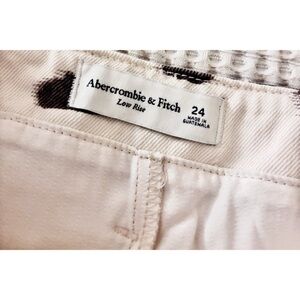 Abercrombie & Fitch
Low Rise
24
MADE IN
GUATEMALA